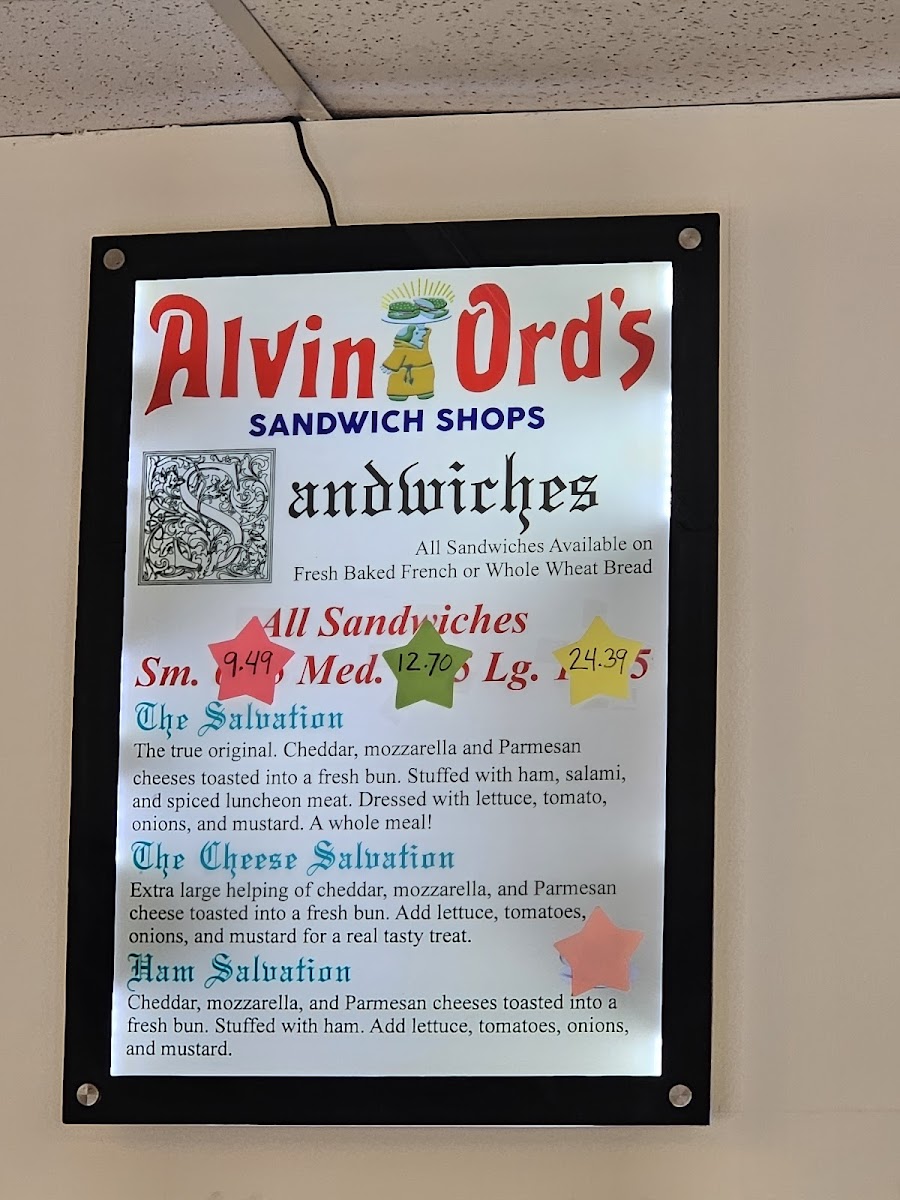 Alvin Ord's
SANDWICH SHOPS
Sandwiches
All Sandwiches Available on
Fresh Baked French or Whole Wheat Bread
All Sandwiches
Sm. 9.49 Med. 12.70 Lg. 24.39
The Salvation
The true original. Cheddar, mozzarella and Parmesan
cheeses toasted into a fresh bun. Stuffed with ham, salami,
and spiced luncheon meat. Dressed with lettuce, tomato,
onions, and mustard. A whole meal!
The Cheese Salvation
Extra large helping of cheddar, mozzarella, and Parmesan
cheese toasted into a fresh bun. Add lettuce, tomatoes,
onions, and mustard for a real tasty treat.
Ham Salvation
Cheddar, mozzarella, and Parmesan cheeses toasted into a
fresh bun. Stuffed with ham. Add lettuce, tomatoes, onions,
and mustard.